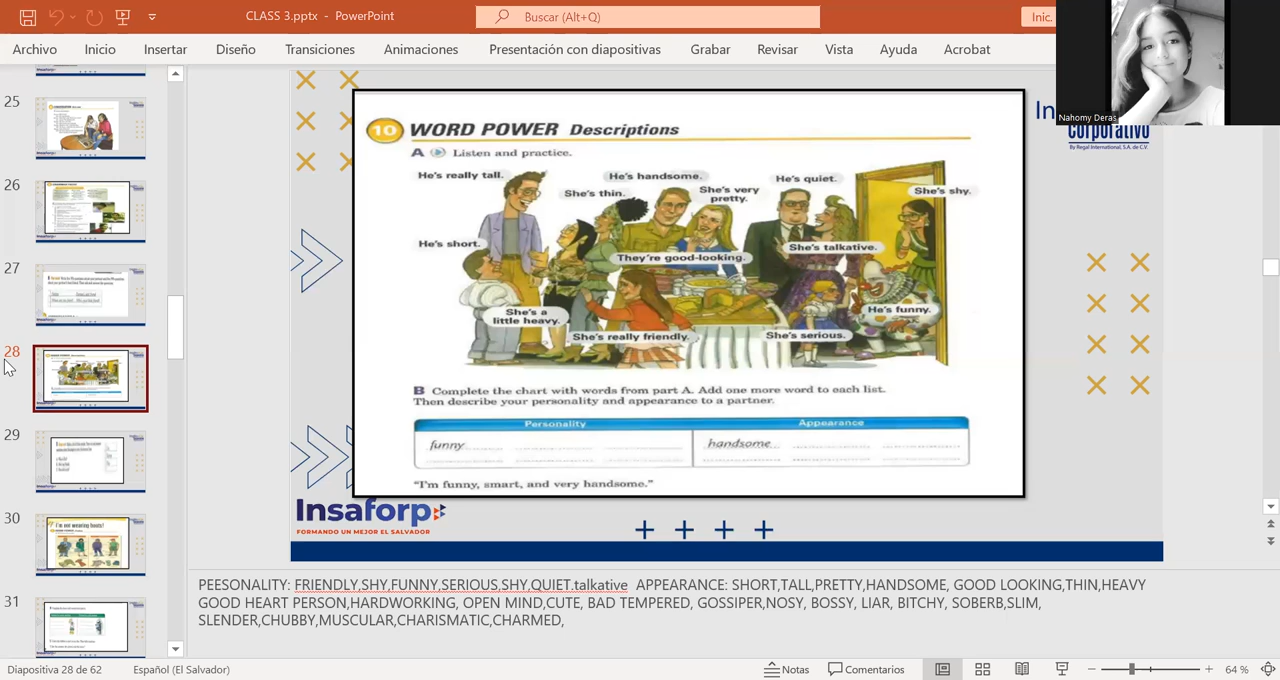 CLASS 3.pptx - PowerPoint
Buscar (Alt+Q)
Inic.
Archivo Inicio Insertar Diseño Transiciones Animaciones Presentación con diapositivas Grabar Revisar Vista Ayuda Acrobat
Nahomy Deras
In
Corporativo
By Regal International, S.A. de C.V.
25
26
27
28
29
30
I'm not wearing boots!
31
10 WORD POWER Descriptions
A Listen and practice.
He's really tall.
He's handsome.
He's quiet.
She's thin.
She's very
pretty.
She's shy.
He's short.
She's talkative.
They're good-looking.
She's a
little heavy.
He's funny.
She's really friendly.
She's serious.
B Complete the chart with words from part A. Add one more word to each list.
Then describe your personality and appearance to a partner.
Personality Appearance
funny handsome
"I'm funny, smart, and very handsome."
Insaforp
FORMANDO UN MEJOR EL SALVADOR
PEESONALITY: FRIENDLY,SHY,FUNNY,SERIOUS,SHY,QUIET,talkative APPEARANCE: SHORT,TALL,PRETTY,HANDSOME, GOOD LOOKING,THIN,HEAVY
GOOD HEART PERSON,HARDWORKING, OPEN MIND,CUTE, BAD TEMPERED, GOSSIPER,NOSY, BOSSY, LIAR, BITCHY, SOBERB,SLIM,
SLENDER,CHUBBY,MUSCULAR,CHARISMATIC,CHARMED,
Diapositiva 28 de 62 Español (El Salvador) Notas Comentarios 64 %